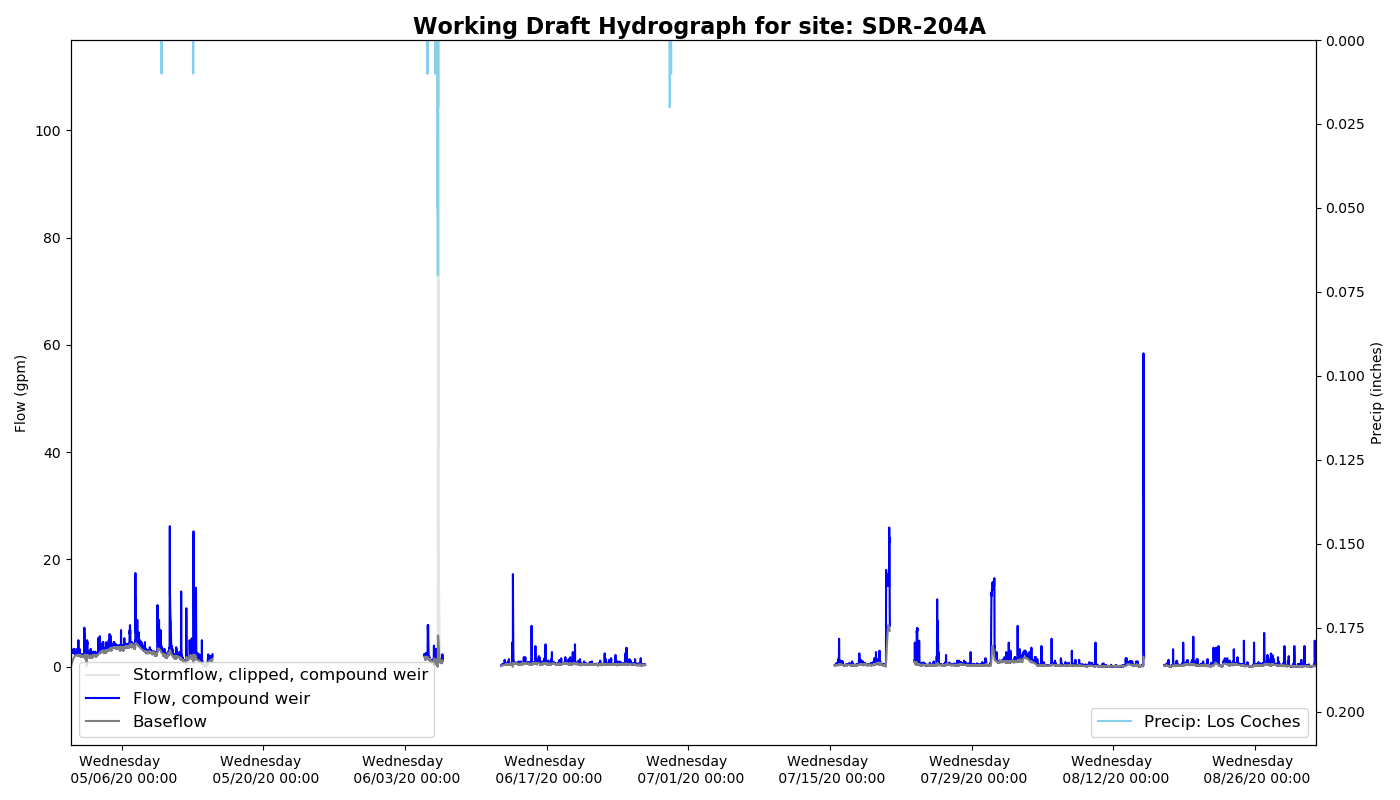 Working Draft Hydrograph for site: SDR-204A
Flow (gpm)
100
80
60
40
20
0
Precip (inches)
0.000
0.025
0.050
0.075
0.100
0.125
0.150
0.175
0.200
Stormflow, clipped, compound weir
Flow, compound weir
Baseflow
Precip: Los Coches
Wednesday
05/06/20 00:00
Wednesday
05/20/20 00:00
Wednesday
06/03/20 00:00
Wednesday
06/17/20 00:00
Wednesday
07/01/20 00:00
Wednesday
07/15/20 00:00
Wednesday
07/29/20 00:00
Wednesday
08/12/20 00:00
Wednesday
08/26/20 00:00